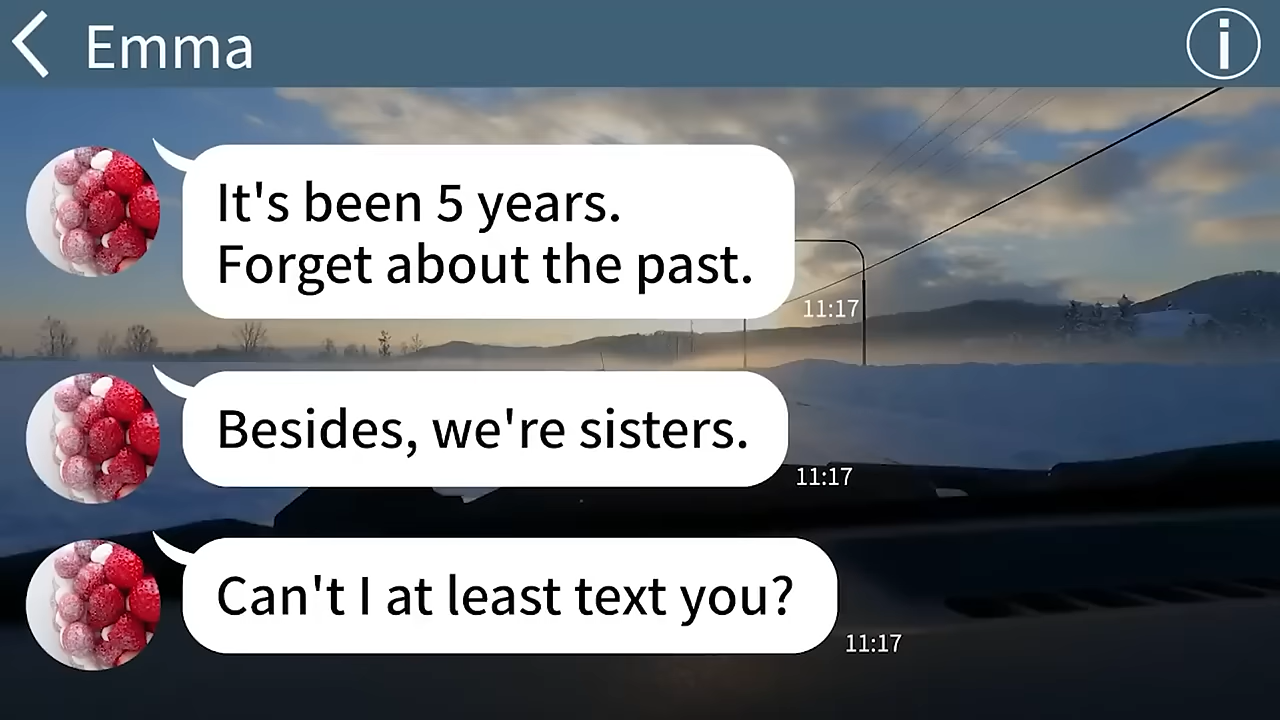 Emma
i
It's been 5 years.
Forget about the past.
11:17
Besides, we're sisters.
11:17
Can't I at least text you?
11:17